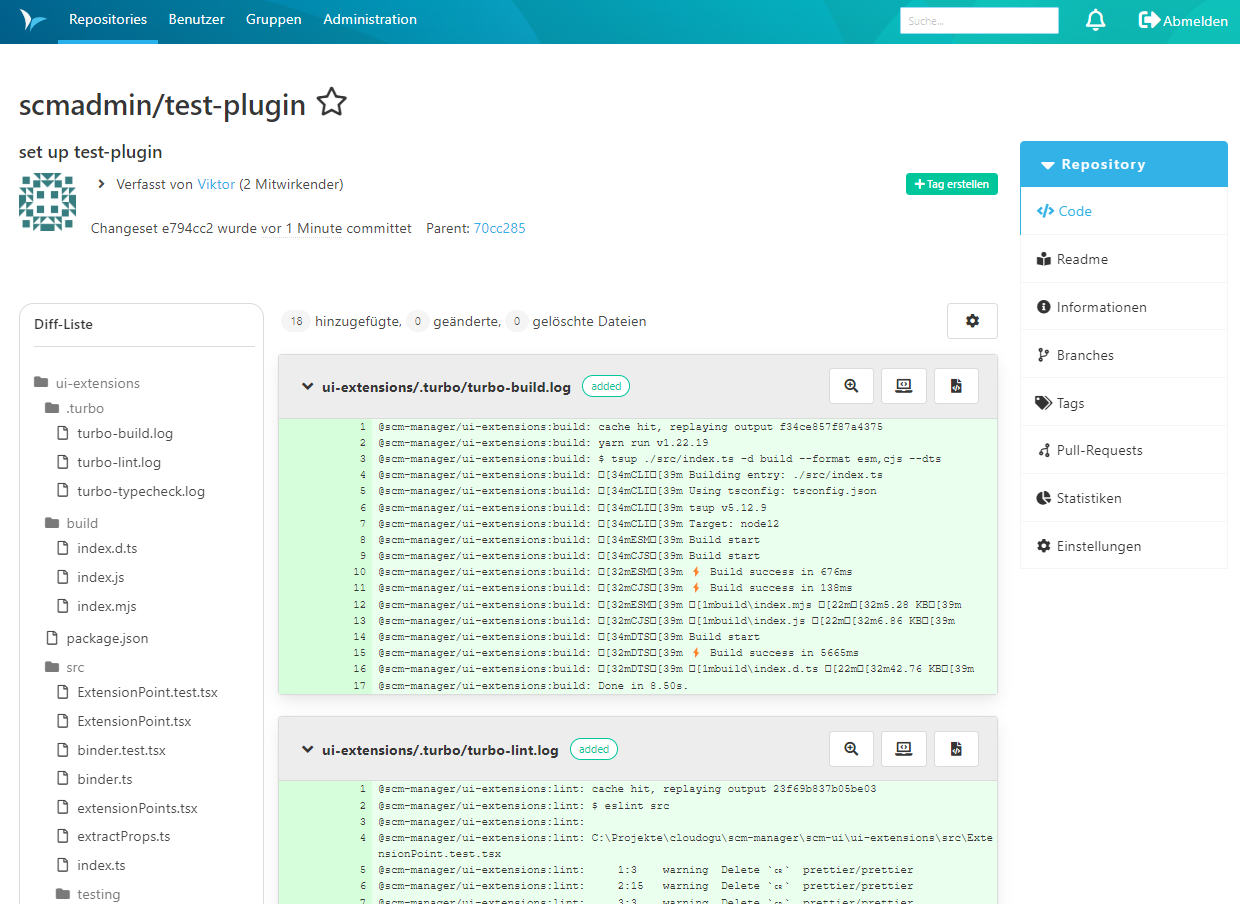 Repositories Benutzer Gruppen Administration Suche... Abmelden
scmadmin/test-plugin
set up test-plugin
Verfasst von Viktor (2 Mitwirkender)
Tag erstellen
Changeset e794cc2 wurde vor 1 Minute committet Parent: 70cc285
Repository
Code
Readme
Informationen
Branches
Tags
Pull-Requests
Statistiken
Einstellungen
Diff-Liste
ui-extensions
.turbo
turbo-build.log
turbo-lint.log
turbo-typecheck.log
build
index.d.ts
index.js
index.mjs
package.json
src
ExtensionPoint.test.tsx
ExtensionPoint.tsx
binder.test.tsx
binder.ts
extensionPoints.tsx
extractProps.ts
index.ts
testing
18 hinzugefügte, 0 geänderte, 0 gelöschte Dateien
ui-extensions/.turbo/turbo-build.log added
1 @scm-manager/ui-extensions:build: cache hit, replaying output f34ce857f87a4375
2 @scm-manager/ui-extensions:build: yarn run v1.22.19
3 @scm-manager/ui-extensions:build: $ tsup ./src/index.ts -d build --format esm,cjs --dts
4 @scm-manager/ui-extensions:build: □[34mCLI□[39m Building entry: ./src/index.ts
5 @scm-manager/ui-extensions:build: □[34mCLI□[39m Using tsconfig: tsconfig.json
6 @scm-manager/ui-extensions:build: □[34mCLI□[39m tsup v5.12.9
7 @scm-manager/ui-extensions:build: □[34mCLI□[39m Target: node12
8 @scm-manager/ui-extensions:build: □[34mESM□[39m Build start
9 @scm-manager/ui-extensions:build: □[34mCJS□[39m Build start
10 @scm-manager/ui-extensions:build: □[32mESM□[39m ⚡ Build success in 676ms
11 @scm-manager/ui-extensions:build: □[32mCJS□[39m ⚡ Build success in 138ms
12 @scm-manager/ui-extensions:build: □[32mESM□[39m □[1mbuild\index.mjs □[22m□[32m5.28 KB□[39m
13 @scm-manager/ui-extensions:build: □[32mCJS□[39m □[1mbuild\index.js □[22m□[32m6.86 KB□[39m
14 @scm-manager/ui-extensions:build: □[34mDTS□[39m Build start
15 @scm-manager/ui-extensions:build: □[32mDTS□[39m ⚡ Build success in 5665ms
16 @scm-manager/ui-extensions:build: □[32mDTS□[39m □[1mbuild\index.d.ts □[22m□[32m42.76 KB□[39m
17 @scm-manager/ui-extensions:build: Done in 8.50s.
ui-extensions/.turbo/turbo-lint.log added
1 @scm-manager/ui-extensions:lint: cache hit, replaying output 23f69b837b05be03
2 @scm-manager/ui-extensions:lint: $ eslint src
3 @scm-manager/ui-extensions:lint:
4 @scm-manager/ui-extensions:lint: C:\Projekte\cloudogu\scm-manager\scm-ui\ui-extensions\src\Exte
nsionPoint.test.tsx
5 @scm-manager/ui-extensions:lint: 1:3 warning Delete `␍` prettier/prettier
6 @scm-manager/ui-extensions:lint: 2:15 warning Delete `␍` prettier/prettier
7 @scm-manager/ui-extensions:lint: 3:3 warning Delete `␍` prettier/prettier